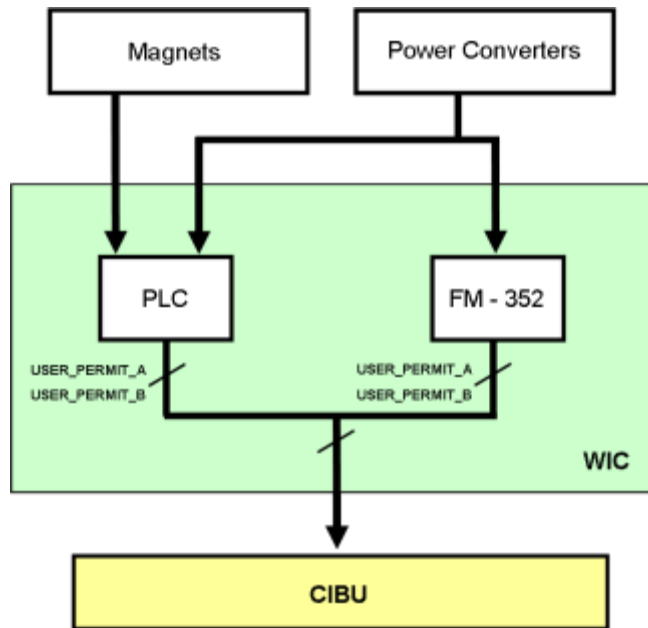 Magnets
Power Converters
PLC
FM - 352
USER_PERMIT_A
USER_PERMIT_B
USER_PERMIT_A
USER_PERMIT_B
WIC
CIBU